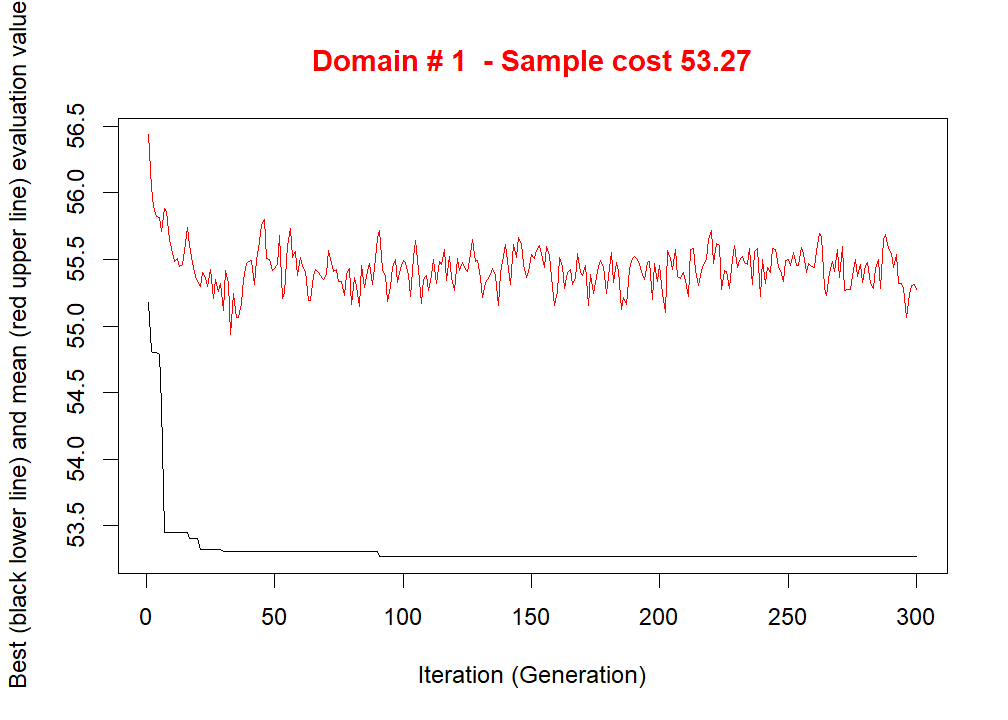 Domain # 1  - Sample cost 53.27
Best (black lower line) and mean (red upper line) evaluation value
56.5
56.0
55.5
55.0
54.5
54.0
53.5
0 50 100 150 200 250 300
Iteration (Generation)